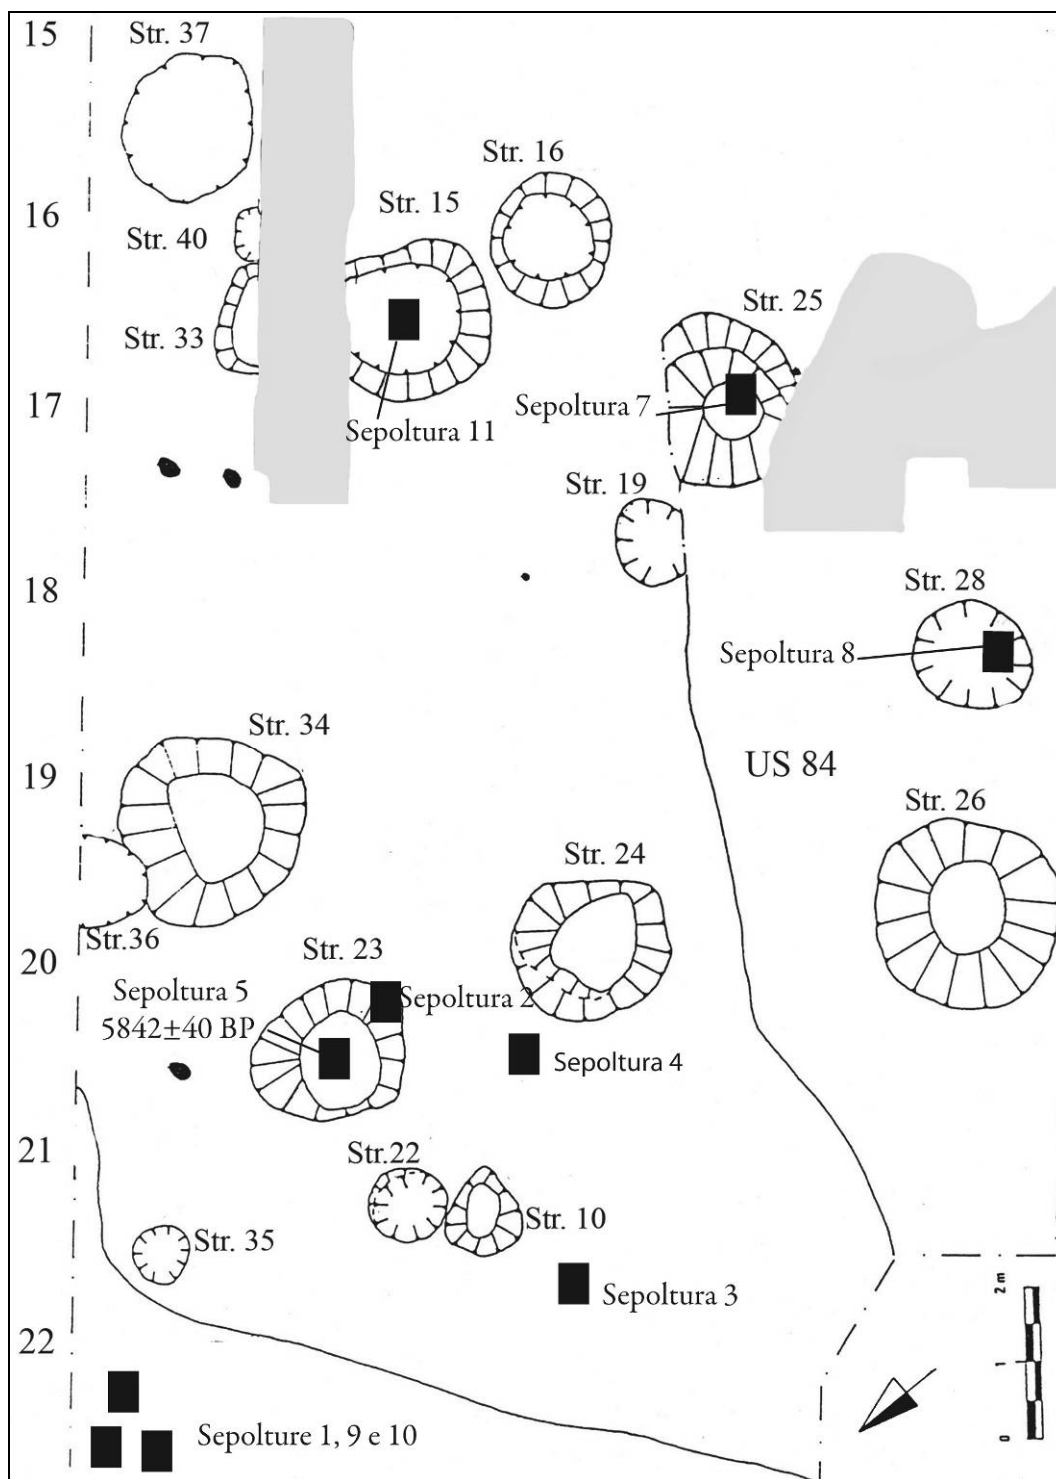 15
Str. 37
Str. 16
Str. 15
16
Str. 40
Str. 25
Str. 33
17
Sepoltura 7
Sepoltura 11
Str. 19
18
Str. 28
Sepoltura 8
Str. 34
19
US 84
Str. 26
Str. 24
Str.36
20
Str. 23
Sepoltura 5
5842±40 BP
Sepoltura 2
Sepoltura 4
21
Str.22
Str. 10
Str. 35
Sepoltura 3
22
Sepolture 1, 9 e 10
2m
1
0